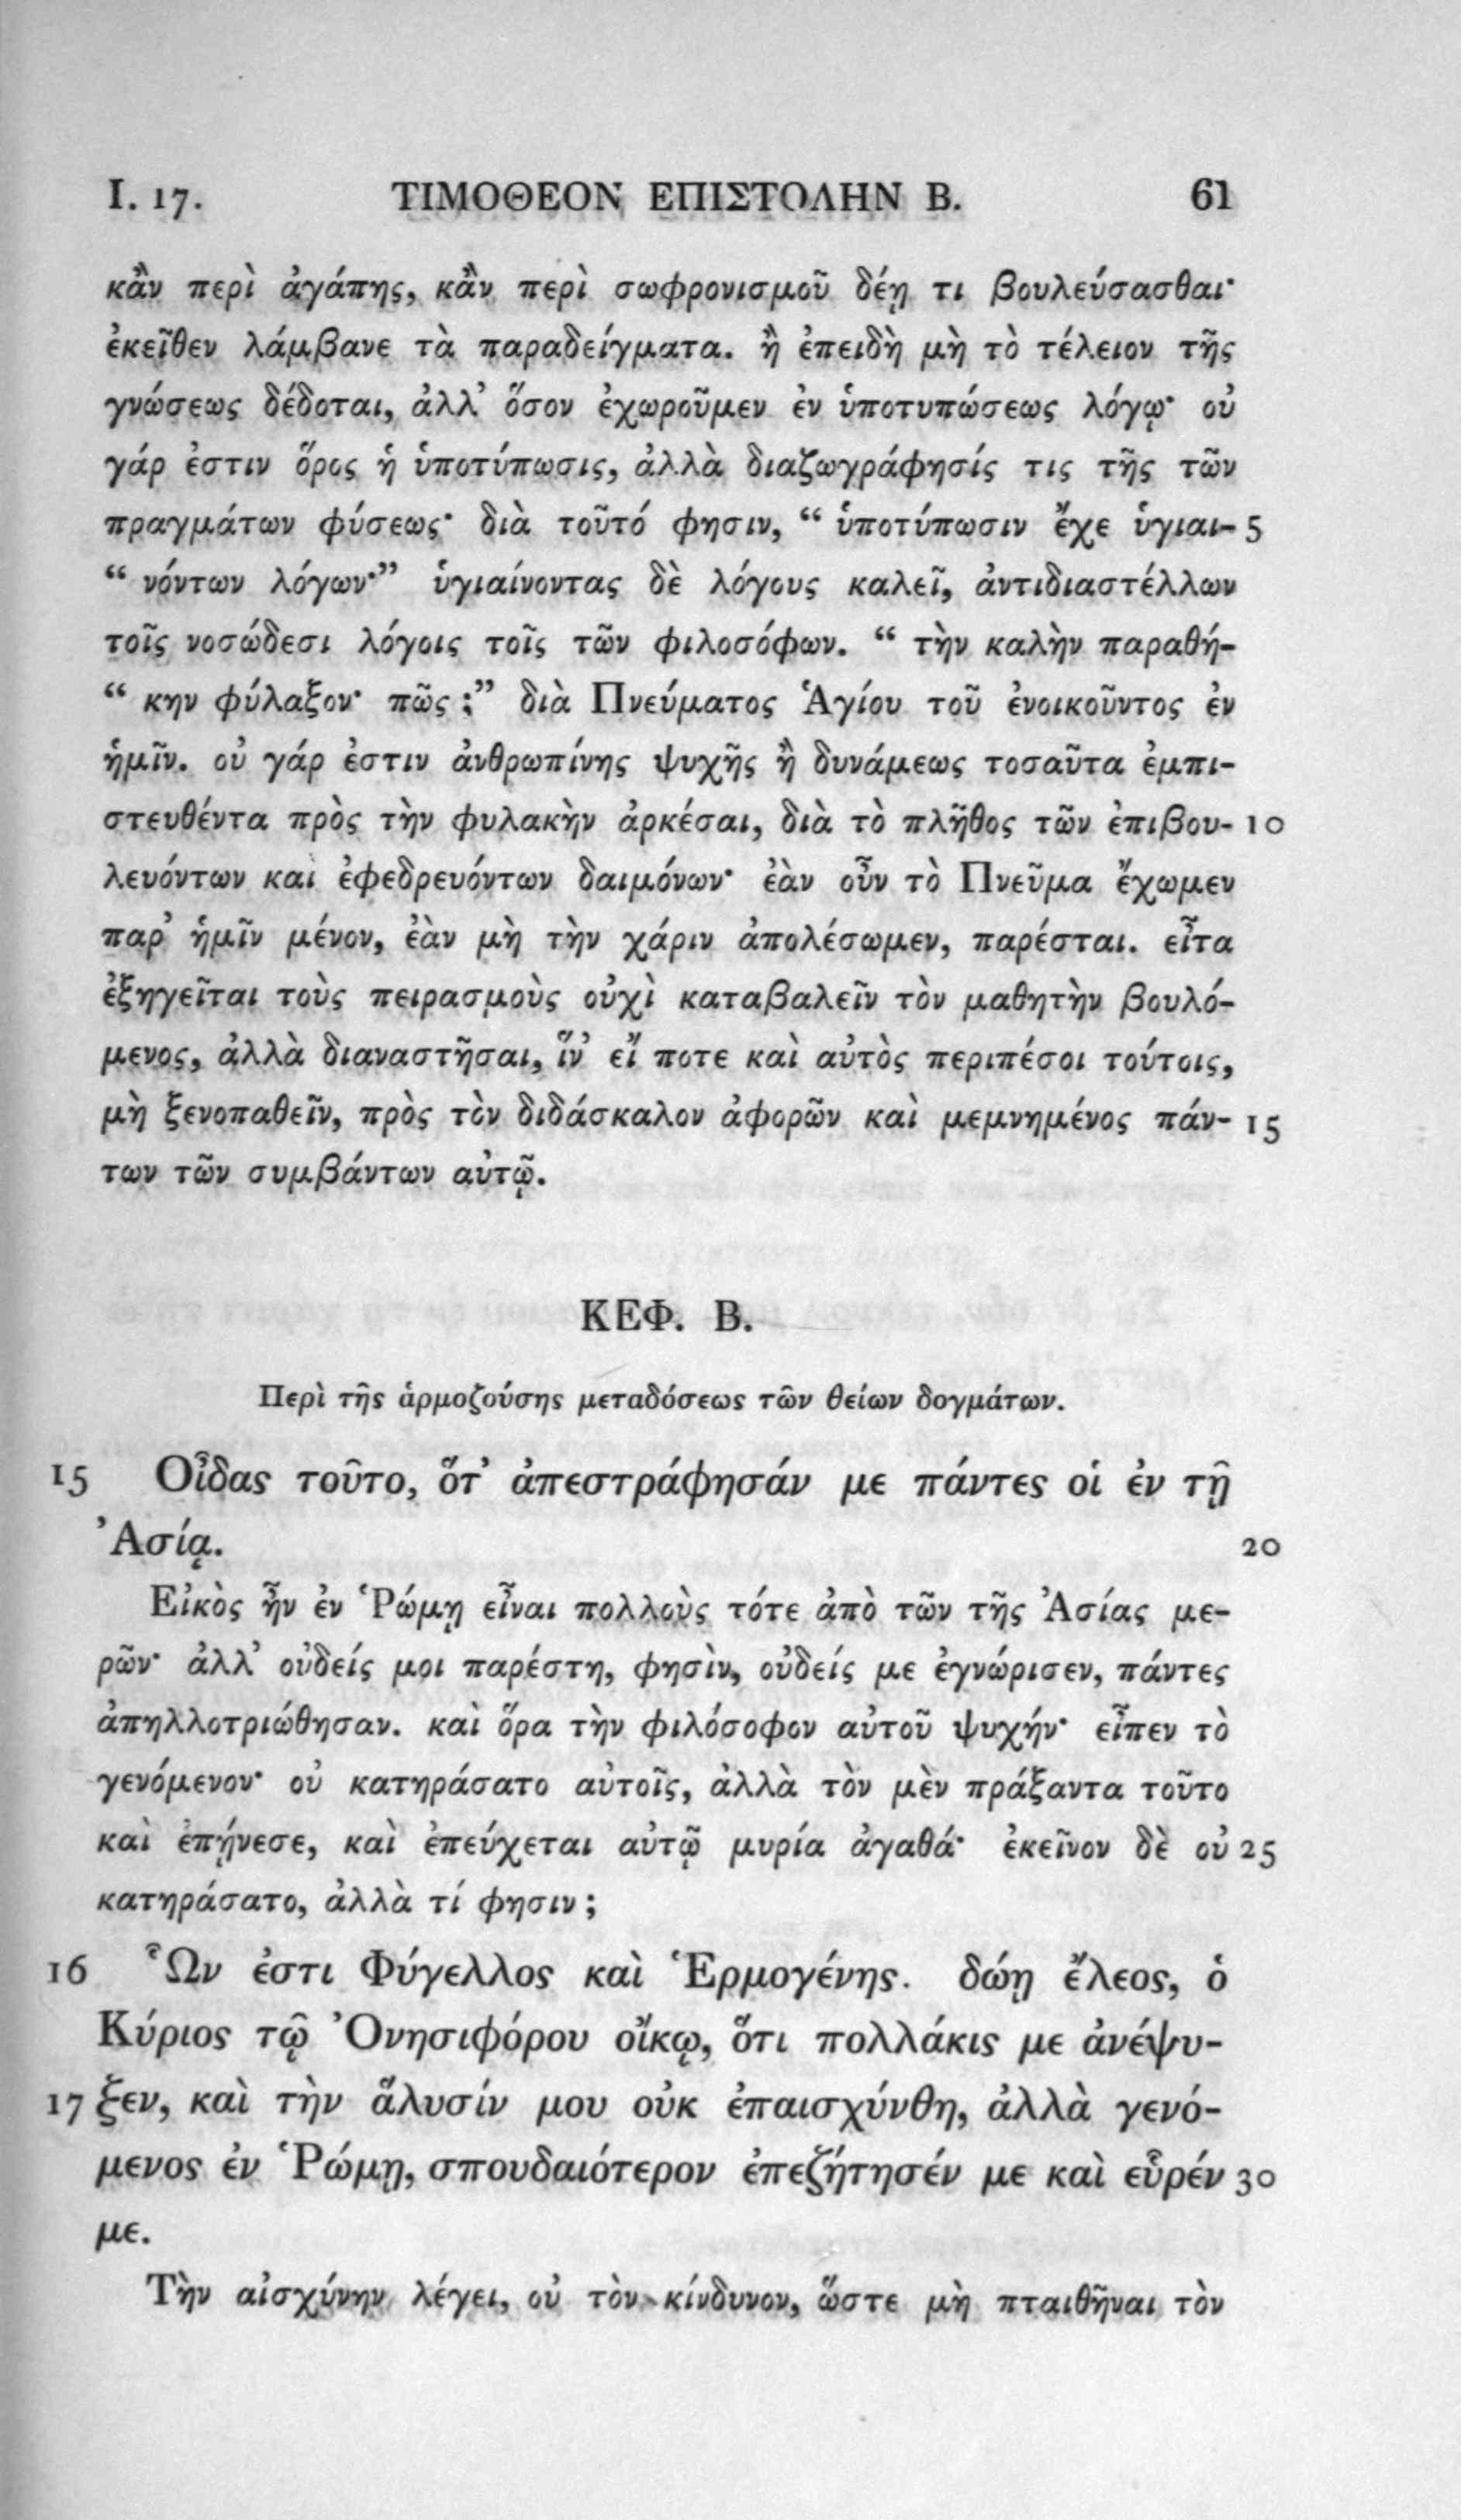 I. 17. ΤΙΜΟΘΕΟΝ ΕΠΙΣΤΟΛΗΝ Β. 61
κἂν περὶ ἀγάπης, κἂν περὶ σωφρονισμοῦ δέῃ τι βουλεύσασθαι·
ἐκεῖθεν λάμβανε τὰ παραδείγματα. ἢ ἐπειδὴ μὴ τὸ τέλειον τῆς
γνώσεως δέδοται, ἀλλ’ ὅσον ἐχωροῦμεν ἐν ὑποτυπώσεως λόγῳ· οὐ
γάρ ἐστιν ὅρος ἡ ὑποτύπωσις, ἀλλὰ διαζωγράφησίς τις τῆς τῶν
πραγμάτων φύσεως· διὰ τοῦτό φησιν, “ ὑποτύπωσιν ἔχε ὑγιαι- 5
“ νόντων λόγων·” ὑγιαίνοντας δὲ λόγους καλεῖ, ἀντιδιαστέλλων
τοῖς νοσώδεσι λόγοις τοῖς τῶν φιλοσόφων. “ τὴν καλὴν παραθή-
“ κην φύλαξον· πῶς ;” διὰ Πνεύματος Ἁγίου τοῦ ἐνοικοῦντος ἐν
ἡμῖν. οὐ γάρ ἐστιν ἀνθρωπίνης ψυχῆς ἢ δυνάμεως τοσαῦτα ἐμπι-
στευθέντα πρὸς τὴν φυλακὴν ἀρκέσαι, διὰ τὸ πλῆθος τῶν ἐπιβου- 10
λευόντων καὶ ἐφεδρευόντων δαιμόνων· ἐὰν οὖν τὸ Πνεῦμα ἔχωμεν
παρ’ ἡμῖν μένον, ἐὰν μὴ τὴν χάριν ἀπολέσωμεν, παρέσται. εἶτα
ἐξηγεῖται τοὺς πειρασμοὺς οὐχὶ καταβαλεῖν τὸν μαθητὴν βουλό-
μενος, ἀλλὰ διαναστῆσαι, ἵν’ εἴ ποτε καὶ αὐτὸς περιπέσοι τούτοις,
μὴ ξενοπαθεῖν, πρὸς τὸν διδάσκαλον ἀφορῶν καὶ μεμνημένος πάν- 15
των τῶν συμβάντων αὐτῷ.
ΚΕΦ. Β.
Περὶ τῆς ἁρμοζούσης μεταδόσεως τῶν θείων δογμάτων.
15 Οἶδας τοῦτο, ὅτ’ ἀπεστράφησάν με πάντες οἱ ἐν τῇ
Ἀσίᾳ. 20
Εἰκὸς ἦν ἐν Ῥώμῃ εἶναι πολλοὺς τότε ἀπὸ τῶν τῆς Ἀσίας με-
ρῶν· ἀλλ’ οὐδείς μοι παρέστη, φησὶν, οὐδείς με ἐγνώρισεν, πάντες
ἀπηλλοτριώθησαν. καὶ ὅρα τὴν φιλόσοφον αὐτοῦ ψυχήν· εἶπεν τὸ
γενόμενον· οὐ κατηράσατο αὐτοῖς, ἀλλὰ τὸν μὲν πράξαντα τοῦτο
καὶ ἐπῄνεσε, καὶ ἐπεύχεται αὐτῷ μυρία ἀγαθά· ἐκεῖνον δὲ οὐ 25
κατηράσατο, ἀλλὰ τί φησιν ;
16 Ὧν ἐστι Φύγελλος καὶ Ἑρμογένης. δώῃ ἔλεος, ὁ
Κύριος τῷ Ὀνησιφόρου οἴκῳ, ὅτι πολλάκις με ἀνέψυ-
17 ξεν, καὶ τὴν ἅλυσίν μου οὐκ ἐπαισχύνθη, ἀλλὰ γενό-
μενος ἐν Ῥώμῃ, σπουδαιότερον ἐπεζήτησέν με καὶ εὗρέν 30
με.
Τὴν αἰσχύνην λέγει, οὐ τὸν κίνδυνον, ὥστε μὴ πταιθῆναι τὸν